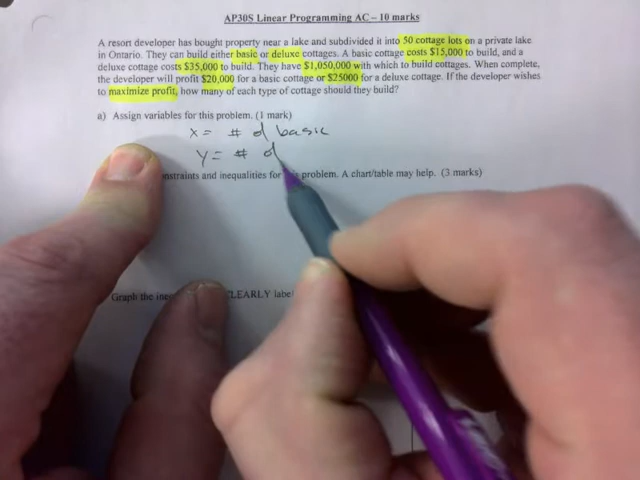 AP30S Linear Programming AC – 10 marks
A resort developer has bought property near a lake and subdivided it into 50 cottage lots on a private lake
in Ontario. They can build either basic or deluxe cottages. A basic cottage costs $15,000 to build, and a
deluxe cottage costs $35,000 to build. They have $1,050,000 with which to build cottages. When complete,
the developer will profit $20,000 for a basic cottage or $25000 for a deluxe cottage. If the developer wishes
to maximize profit, how many of each type of cottage should they build?
a) Assign variables for this problem. (1 mark)
x = # of basic
y = # of
constraints and inequalities for this problem. A chart/table may help. (3 marks)
Graph the ine CLEARLY label